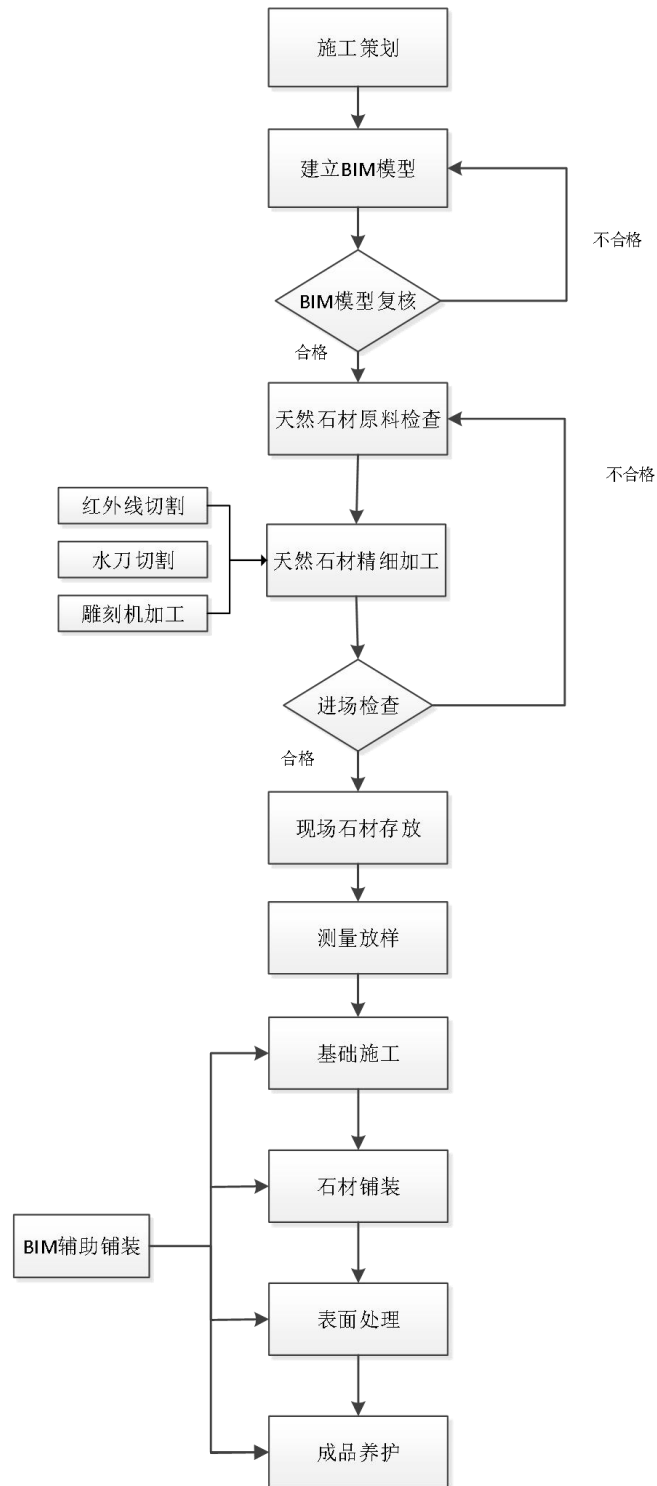 施工策划
建立BIM模型
不合格
BIM模型复核
合格
天然石材原料检查
不合格
红外线切割
水刀切割
天然石材精细加工
雕刻机加工
进场检查
合格
现场石材存放
测量放样
基础施工
石材铺装
BIM辅助铺装
表面处理
成品养护